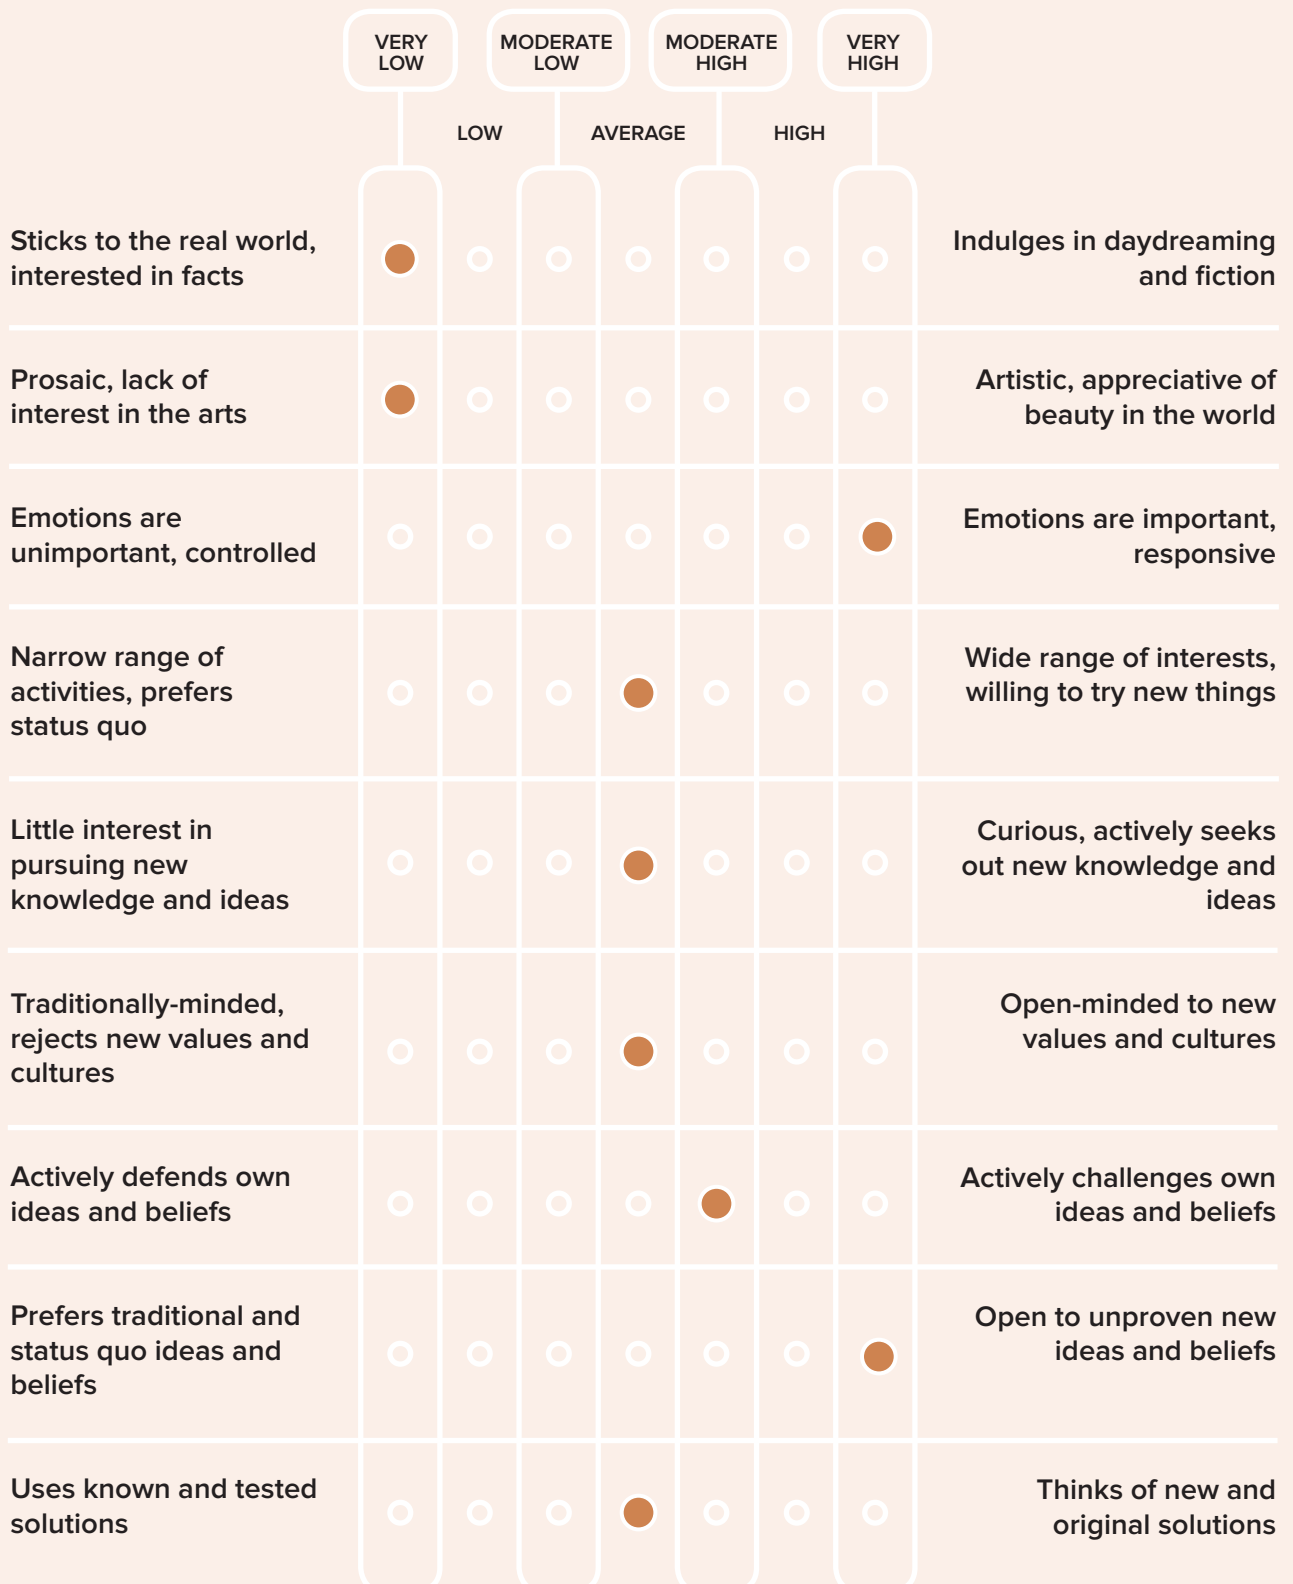 VERY
LOW
MODERATE
LOW
MODERATE
HIGH
VERY
HIGH
LOW
AVERAGE
HIGH
Sticks to the real world,
interested in facts
Indulges in daydreaming
and fiction
Prosaic, lack of
interest in the arts
Artistic, appreciative of
beauty in the world
Emotions are
unimportant, controlled
Emotions are important,
responsive
Narrow range of
activities, prefers
status quo
Wide range of interests,
willing to try new things
Little interest in
pursuing new
knowledge and ideas
Curious, actively seeks
out new knowledge and
ideas
Traditionally-minded,
rejects new values and
cultures
Open-minded to new
values and cultures
Actively defends own
ideas and beliefs
Actively challenges own
ideas and beliefs
Prefers traditional and
status quo ideas and
beliefs
Open to unproven new
ideas and beliefs
Uses known and tested
solutions
Thinks of new and
original solutions